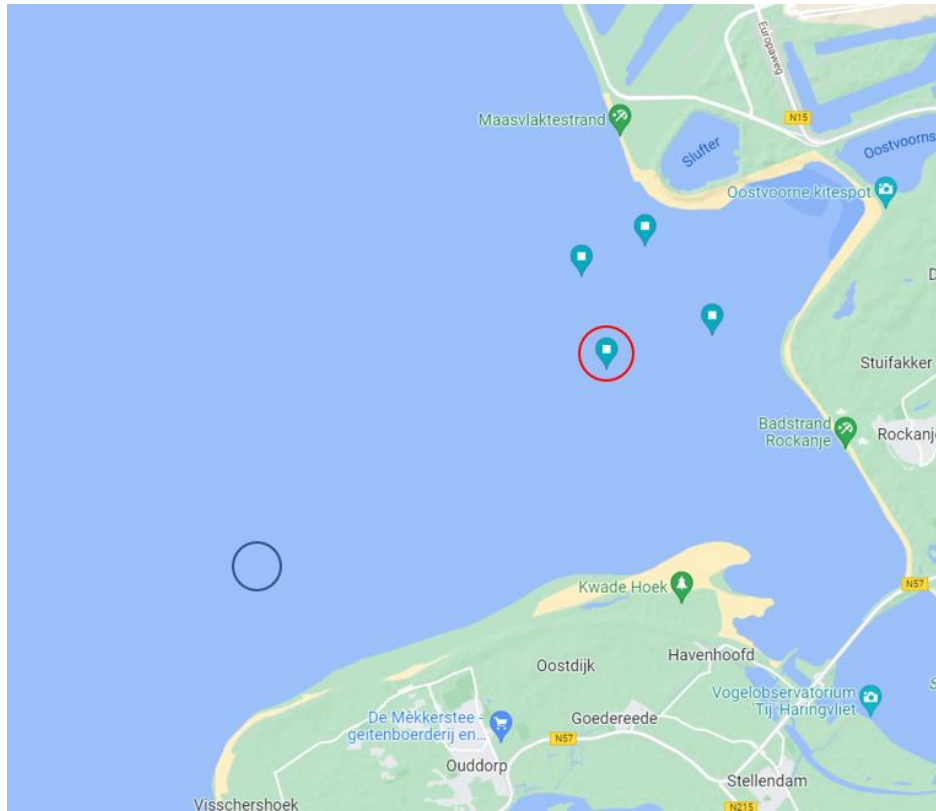 Europaweg
Maasvlaktestrand
N15
Slufter
Oostvoorns
Oostvoorne kitespot
D
Stuifakker
Badstrand
Rockanje
Rockanje
N57
Kwade Hoek
Havenhoofd
Oostdijk
Vogelobservatorium
'Tij' Haringvliet
S
De Mèkkerstee -
geitenboerderij en...
Goedereede
N57
Ouddorp
Stellendam
Visschershoek
N215